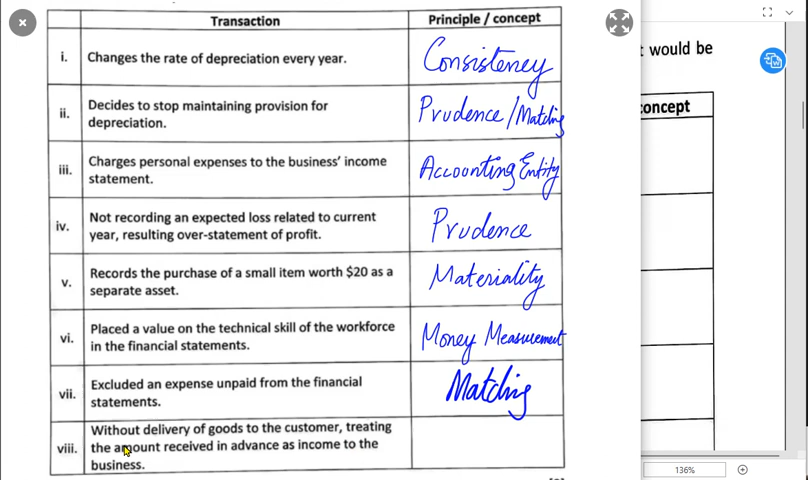 Transaction Principle / concept
i. Changes the rate of depreciation every year. Consistency
ii. Decides to stop maintaining provision for
depreciation. Prudence / Matching
iii. Charges personal expenses to the business' income
statement. Accounting Entity
iv. Not recording an expected loss related to current
year, resulting over-statement of profit. Prudence
v. Records the purchase of a small item worth $20 as a
separate asset. Materiality
vi. Placed a value on the technical skill of the workforce
in the financial statements. Money Measurement
vii. Excluded an expense unpaid from the financial
statements. Matching
viii. Without delivery of goods to the customer, treating
the amount received in advance as income to the
business.
would be
concept
136%